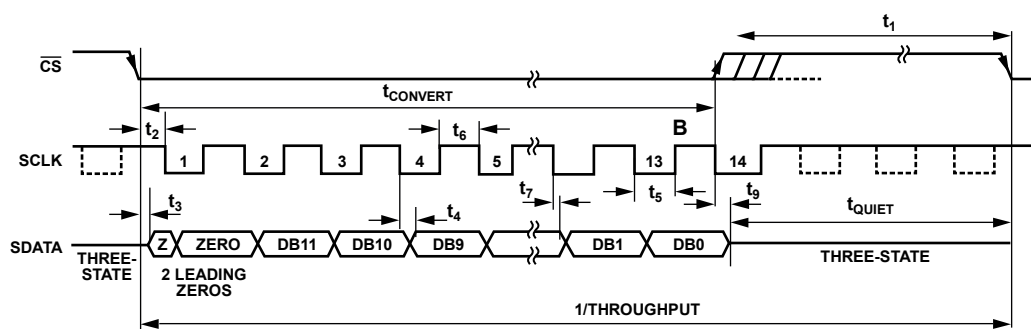 t1
CS
tCONVERT
t2
t6
B
SCLK
1
2
3
4
5
13
14
t3
t4
t7
t5
t9
tQUIET
SDATA
Z
ZERO
DB11
DB10
DB9
DB1
DB0
THREE-
STATE
2 LEADING
ZEROS
THREE-STATE
1/THROUGHPUT